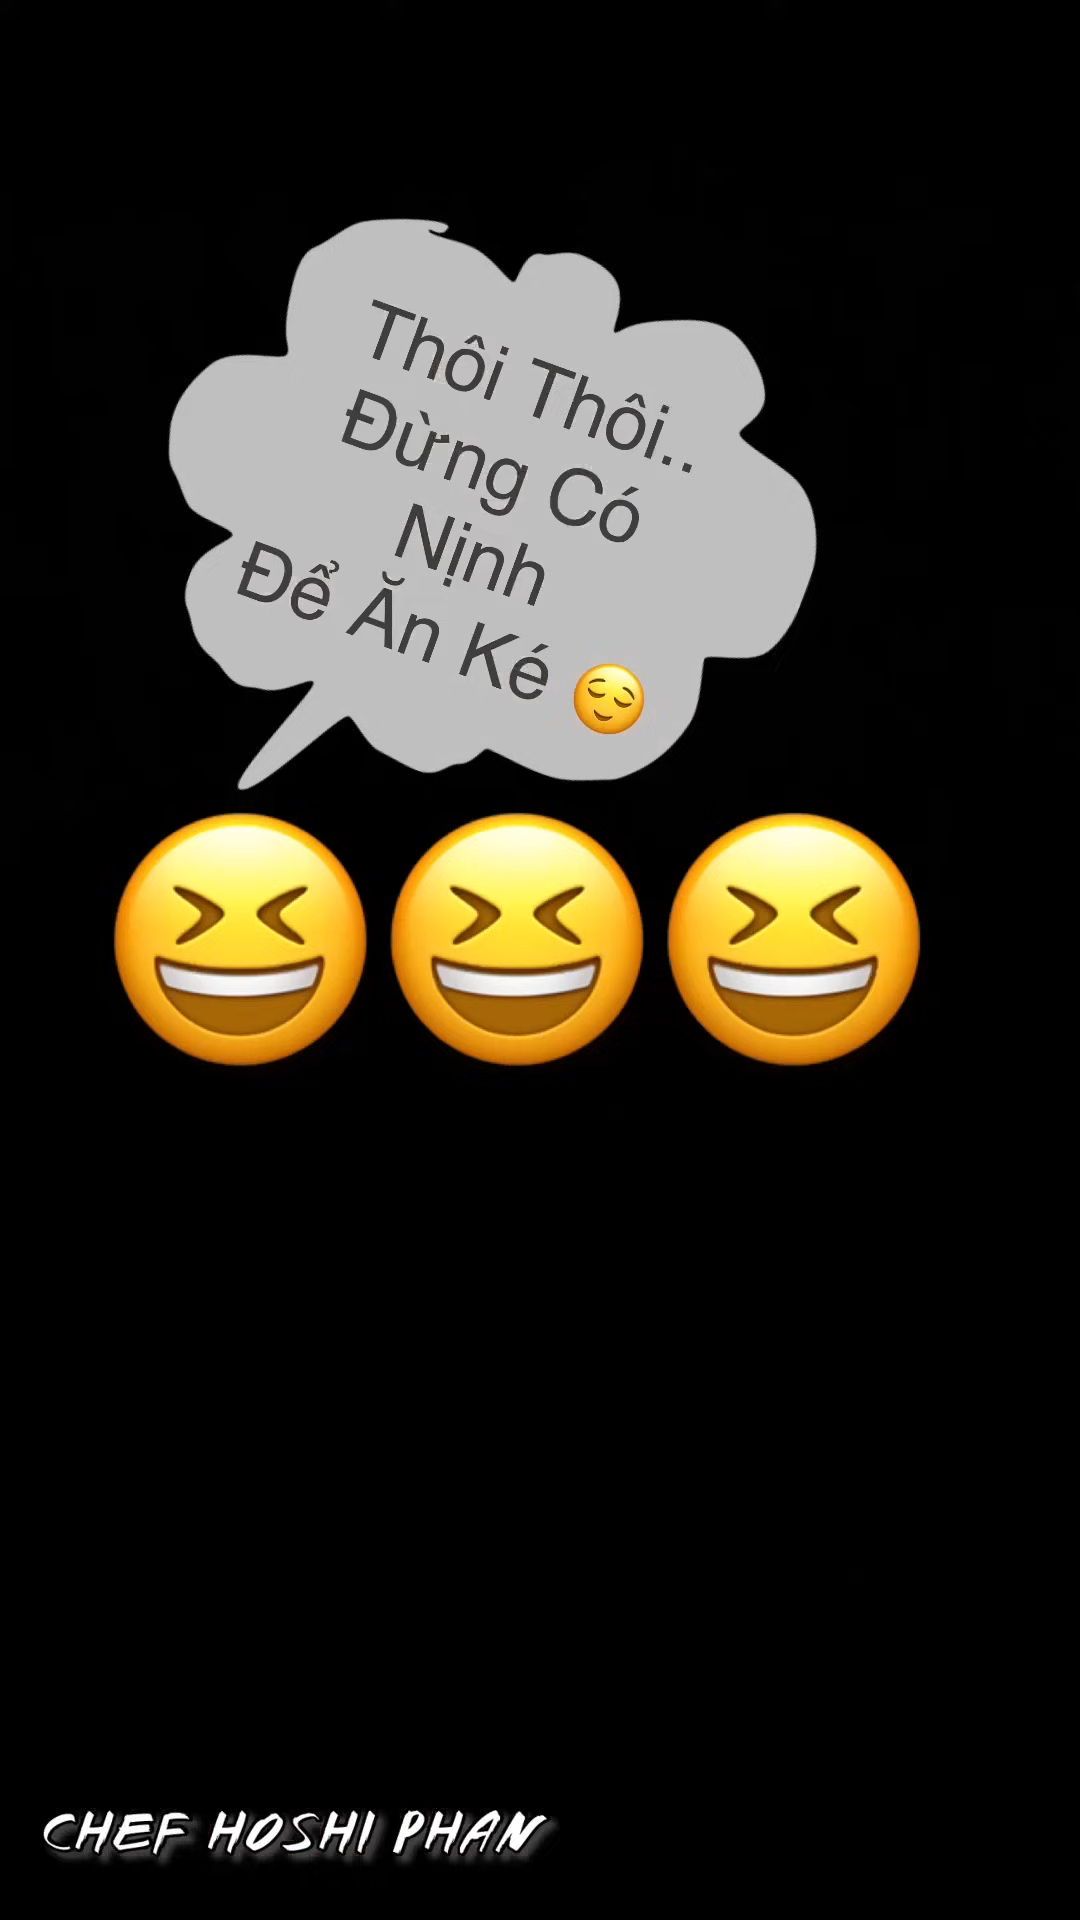 Thôi Thôi..
Đừng Có
Nịnh
Để Ăn Ké 😌
CHEF HOSHI PHAN